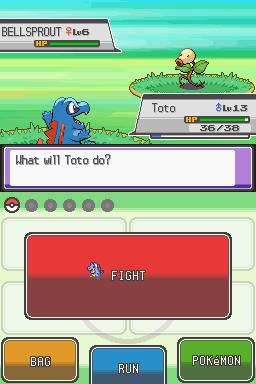 BELLSPROUT ♀Lv6
HP
Toto ♂Lv13
HP
36/38
What will Toto do?
FIGHT
BAG
RUN
POKéMON